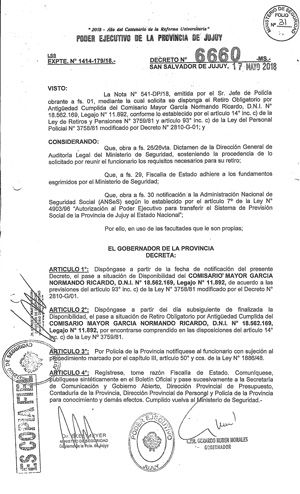 MINISTERIO DE SEGURIDAD
FOLIO
N° 31
"2018 - Año del Centenario de la Reforma Universitaria"
PODER EJECUTIVO DE LA PROVINCIA DE JUJUY
EXPTE. N° 1414-179/18.-
DECRETO N° 6660 -MS.-
SAN SALVADOR DE JUJUY, 17 MAYO 2018
VISTO:
La Nota N° 541-DP/18, emitida por el Sr. Jefe de Policía
obrante a fs. 01, mediante la cual solicita se disponga el Retiro Obligatorio por
Antigüedad Cumplida del Comisario Mayor García Normando Ricardo, D.N.I. N°
18.562.169, Legajo N° 11.892, conforme lo establecido por el artículo 14° inc. c) de la
Ley de Retiros y Pensiones N° 3759/81 y artículo 93° inc. c) de la Ley del Personal
Policial N° 3758/81 modificado por Decreto N° 2810-G-01; y
CONSIDERANDO:
Que, obra a fs. 26/26vta. Dictamen de la Dirección General de
Auditoría Legal del Ministerio de Seguridad, sosteniendo la procedencia de lo
solicitado por reunir el funcionario los requisitos necesarios para su retiro;
Que, a fs. 29, Fiscalía de Estado adhiere a los fundamentos
esgrimidos por el Ministerio de Seguridad;
Que, obra a fs. 30 notificación a la Administración Nacional de
Seguridad Social (ANSeS) según lo establecido por el artículo 7° de la Ley N°
4903/96 "Autorización al Poder Ejecutivo para transferir el Sistema de Previsión
Social de la Provincia de Jujuy al Estado Nacional";
Por ello, en uso de las facultades que le son propias;
EL GOBERNADOR DE LA PROVINCIA
DECRETA:
ARTICULO 1°: Dispóngase a partir de la fecha de notificación del presente
Decreto, el pase a situación de Disponibilidad del COMISARIO MAYOR GARCIA
NORMANDO RICARDO, D.N.I. N° 18.562.169, Legajo N° 11.892, de acuerdo a las
previsiones del artículo 93° inc. c) de la Ley N° 3758/81 modificado por Decreto N°
2810-G/01.
ARTICULO 2°: Dispóngase a partir del día subsiguiente de finalizada la
Disponibilidad, el pase a situación de Retiro Obligatorio por Antigüedad Cumplida del
COMISARIO MAYOR GARCIA NORMANDO RICARDO, D.N.I. N° 18.562.169,
Legajo N° 11.892, por encontrarse comprendido en las disposiciones del artículo 14°
inc. c) de la Ley N° 3759/81.
ARTICULO 3°: Por Policía de la Provincia notifíquese al funcionario con sujeción al
procedimiento marcado por el capítulo III, artículo 50° y ccs. de la Ley N° 1886/48.
ARTICULO 4°: Regístrese, tome razón Fiscalía de Estado. Comuníquese,
publíquese sintéticamente en el Boletín Oficial y pase sucesivamente a la Secretaría
de Comunicación y Gobierno Abierto, Dirección Provincial de Presupuesto,
Contaduría de la Provincia, Dirección Provincial de Personal y Policía de la Provincia
para conocimiento y demás efectos. Cumplido vuelva al Ministerio de Seguridad.-
ES COPIA FIEL
PODER EJECUTIVO
JUJUY
C.P.N. GERARDO RUBEN MORALES
GOBERNADOR